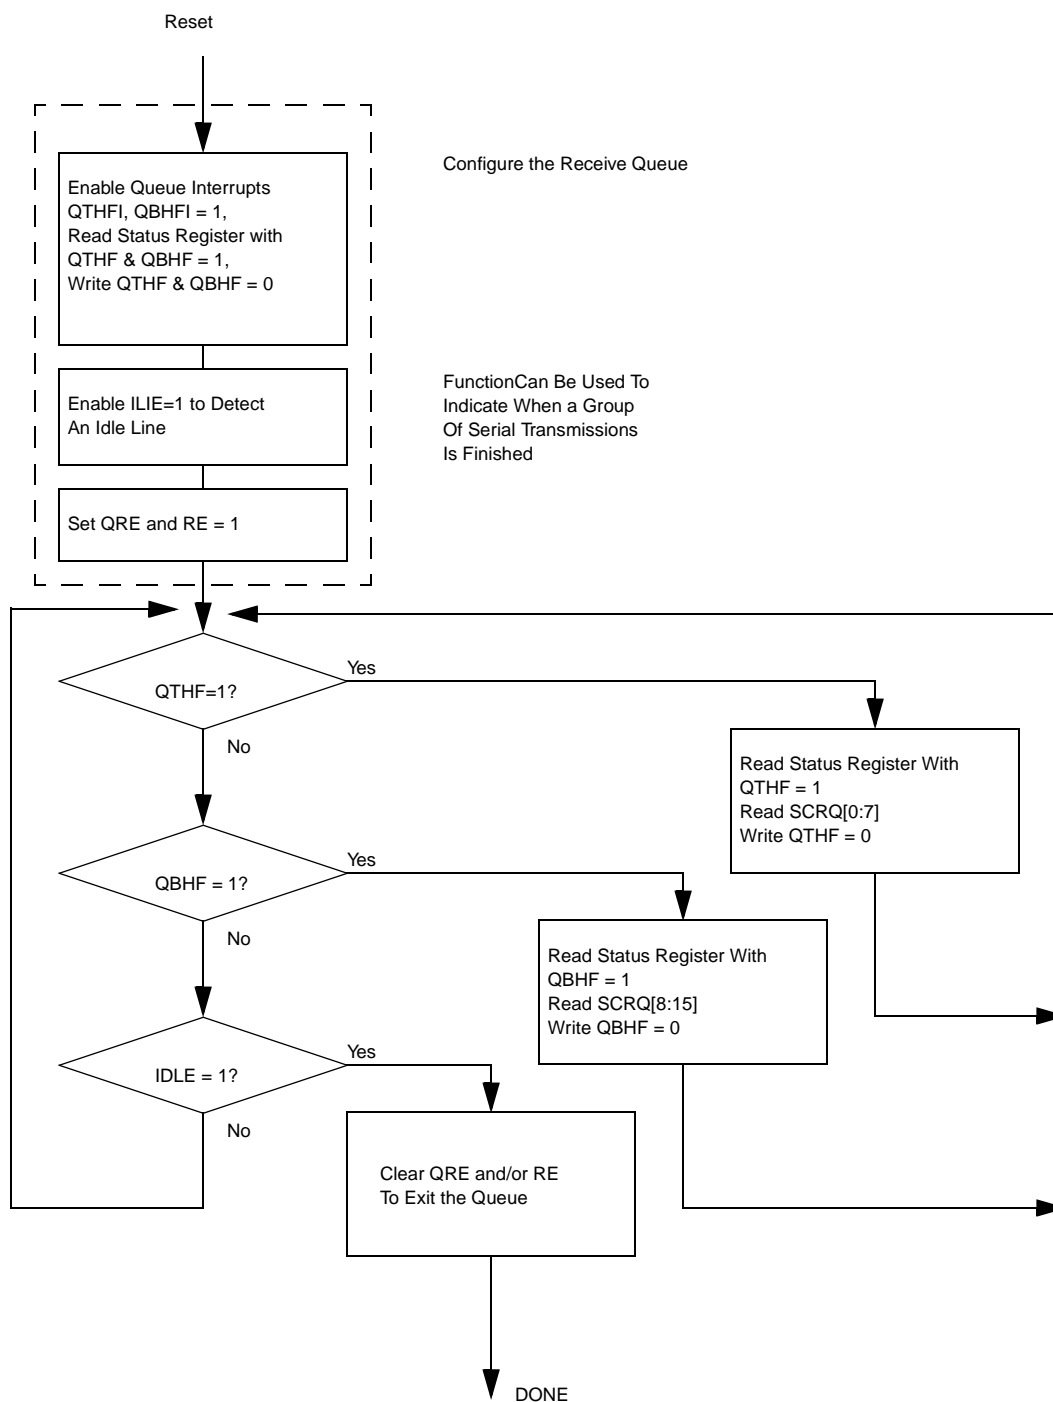 Reset
Configure the Receive Queue
Enable Queue Interrupts
QTHFI, QBHFI = 1,
Read Status Register with
QTHF & QBHF = 1,
Write QTHF & QBHF = 0
Enable ILIE=1 to Detect
An Idle Line
FunctionCan Be Used To
Indicate When a Group
Of Serial Transmissions
Is Finished
Set QRE and RE = 1
QTHF=1?
Yes
No
Read Status Register With
QTHF = 1
Read SCRQ[0:7]
Write QTHF = 0
QBHF = 1?
Yes
No
Read Status Register With
QBHF = 1
Read SCRQ[8:15]
Write QBHF = 0
IDLE = 1?
Yes
No
Clear QRE and/or RE
To Exit the Queue
DONE